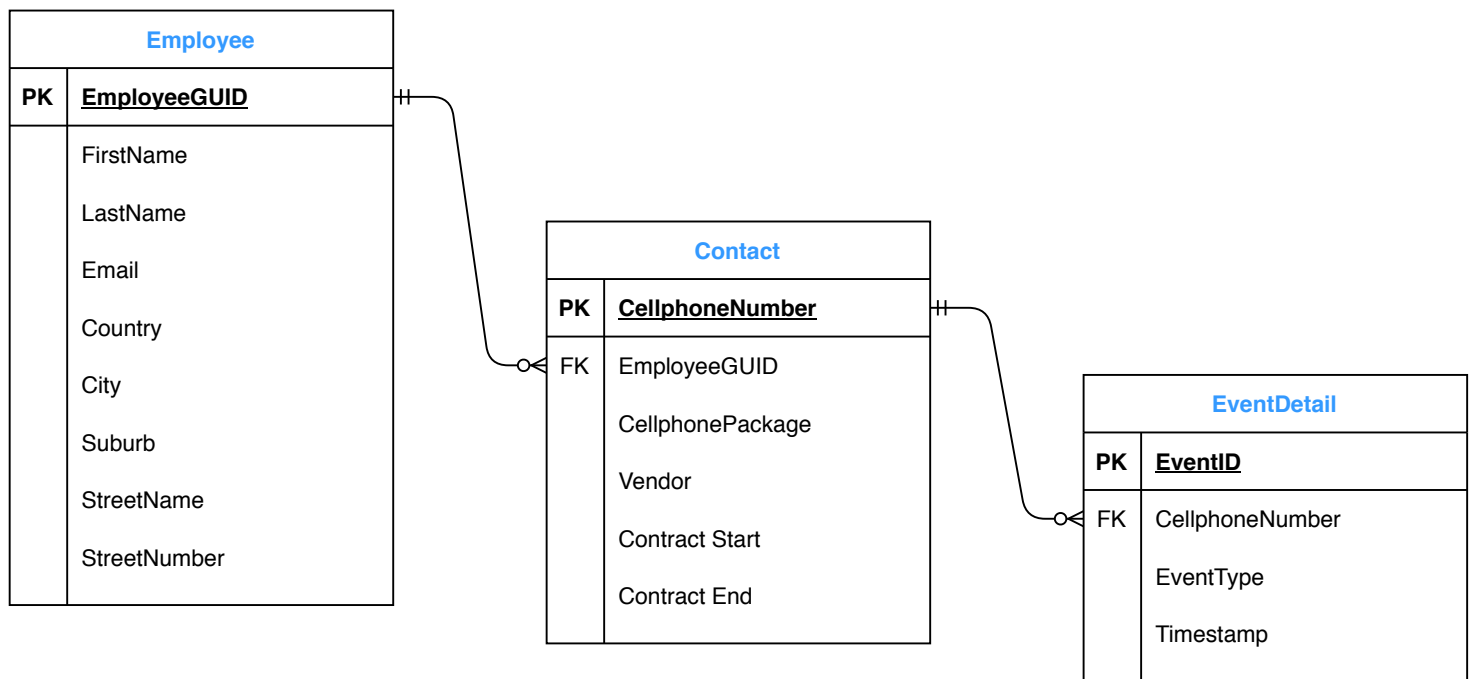 Employee
PK EmployeeGUID
FirstName
LastName
Email
Country
City
Suburb
StreetName
StreetNumber
Contact
PK CellphoneNumber
FK EmployeeGUID
CellphonePackage
Vendor
Contract Start
Contract End
EventDetail
PK EventID
FK CellphoneNumber
EventType
Timestamp